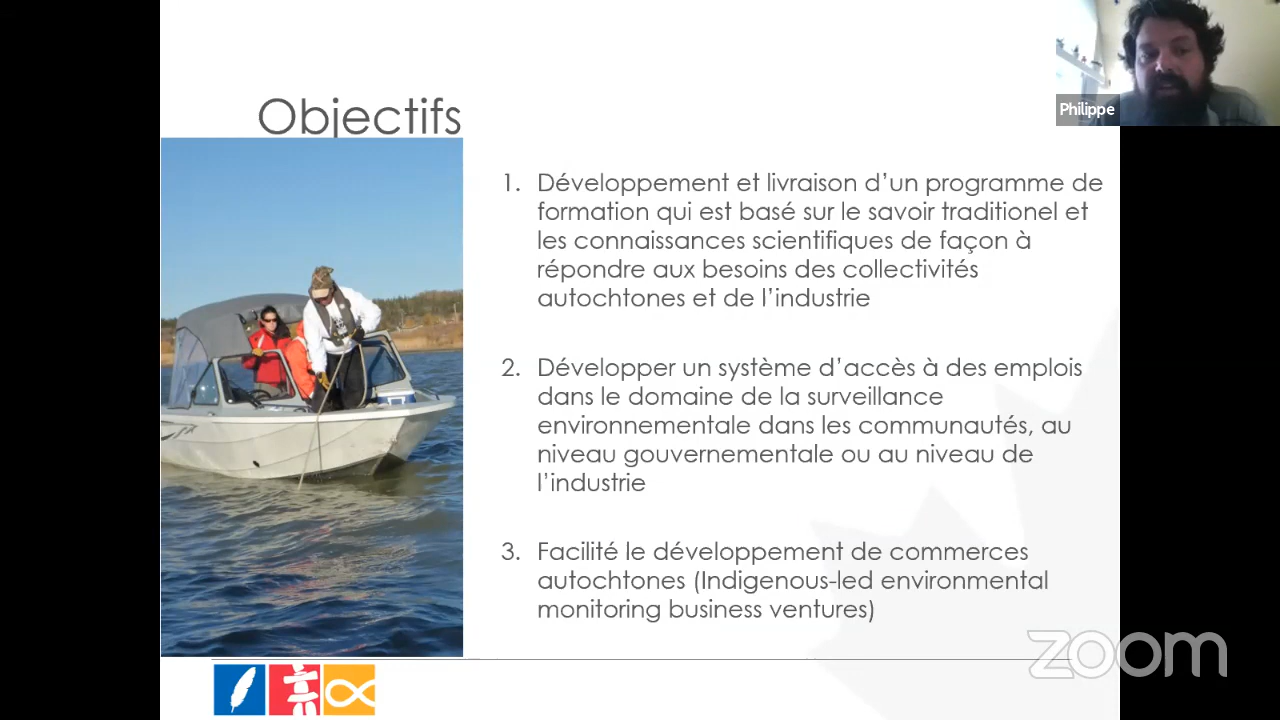 Objectifs
Philippe
1. Développement et livraison d’un programme de
formation qui est basé sur le savoir traditionel et
les connaissances scientifiques de façon à
répondre aux besoins des collectivités
autochtones et de l’industrie
2. Développer un système d’accès à des emplois
dans le domaine de la surveillance
environnementale dans les communautés, au
niveau gouvernementale ou au niveau de
l’industrie
3. Facilité le développement de commerces
autochtones (Indigenous-led environmental
monitoring business ventures)
zoom